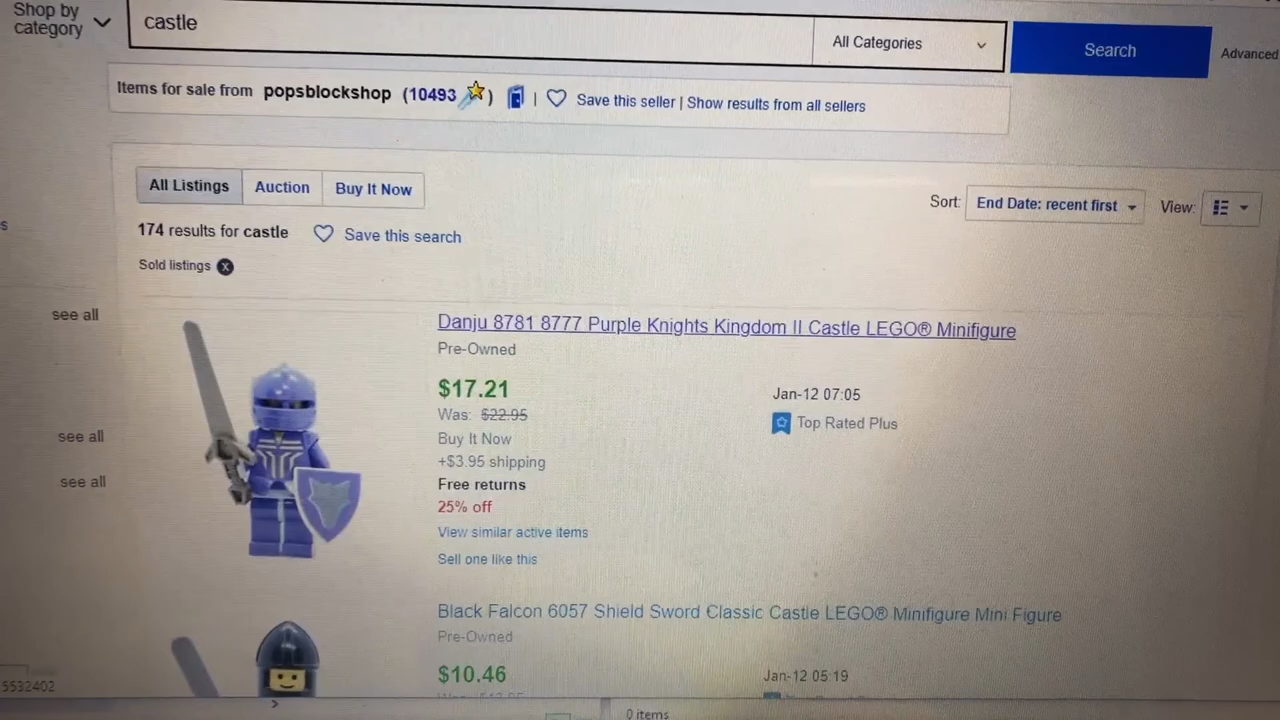 Shop by
category
castle
All Categories
Search
Advanced
Items for sale from popsblockshop (10493 ) | Save this seller | Show results from all sellers
All Listings
Auction
Buy It Now
Sort: End Date: recent first
View:
174 results for castle
Save this search
s
Sold listings x
see all
see all
see all
Danju 8781 8777 Purple Knights Kingdom II Castle LEGO® Minifigure
Pre-Owned
$17.21
Jan-12 07:05
Was: $22.95
Top Rated Plus
Buy It Now
+$3.95 shipping
Free returns
25% off
View similar active items
Sell one like this
Black Falcon 6057 Shield Sword Classic Castle LEGO® Minifigure Mini Figure
Pre-Owned
$10.46
Jan-12 05:19
5532402
0 items